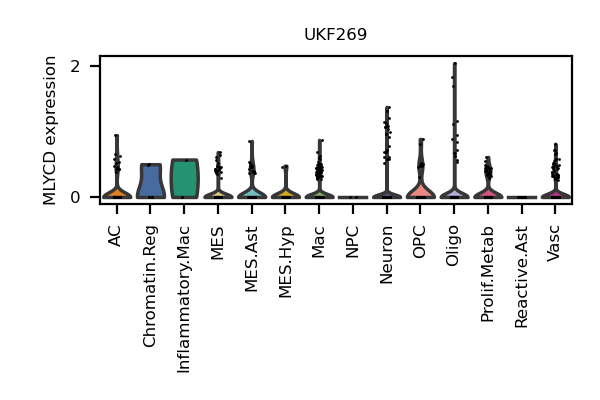 UKF269
MLYCD expression
2
0
AC
Chromatin.Reg
Inflammatory.Mac
MES
MES.Ast
MES.Hyp
Mac
NPC
Neuron
OPC
Oligo
Prolif.Metab
Reactive.Ast
Vasc